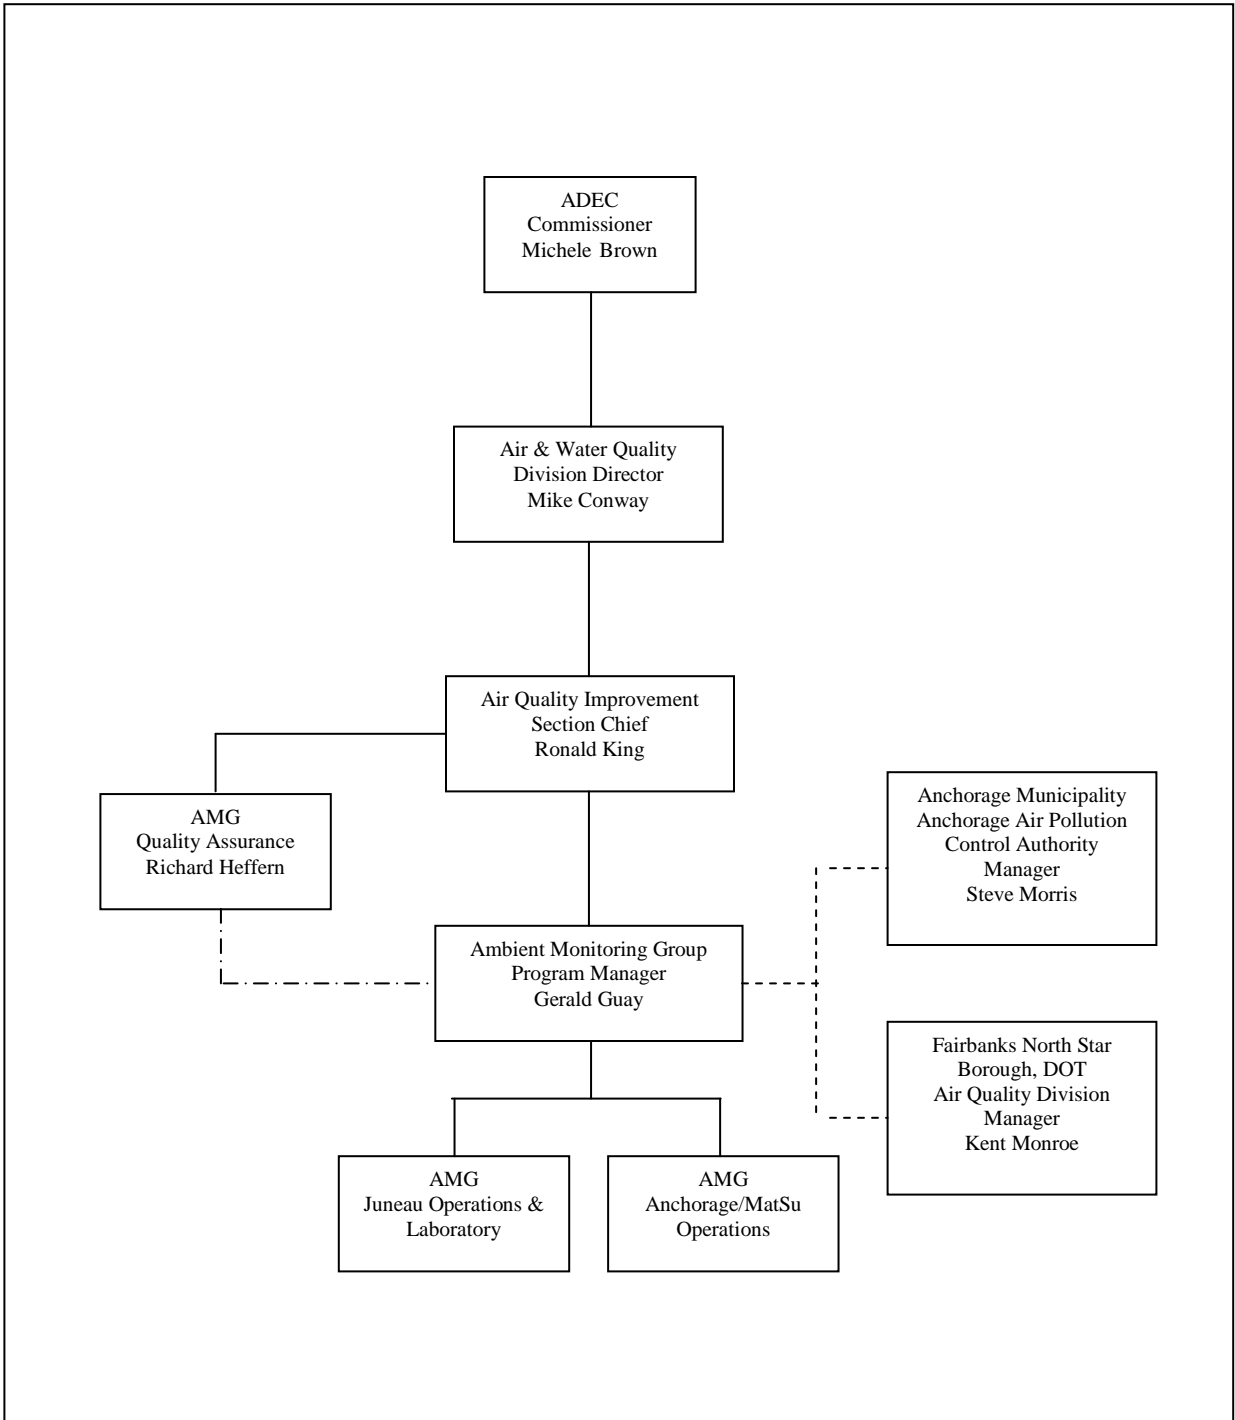 ADEC
Commissioner
Michele Brown
Air & Water Quality
Division Director
Mike Conway
Air Quality Improvement
Section Chief
Ronald King
AMG
Quality Assurance
Richard Heffern
Anchorage Municipality
Anchorage Air Pollution
Control Authority
Manager
Steve Morris
Ambient Monitoring Group
Program Manager
Gerald Guay
Fairbanks North Star
Borough, DOT
Air Quality Division
Manager
Kent Monroe
AMG
Juneau Operations &
Laboratory
AMG
Anchorage/MatSu
Operations